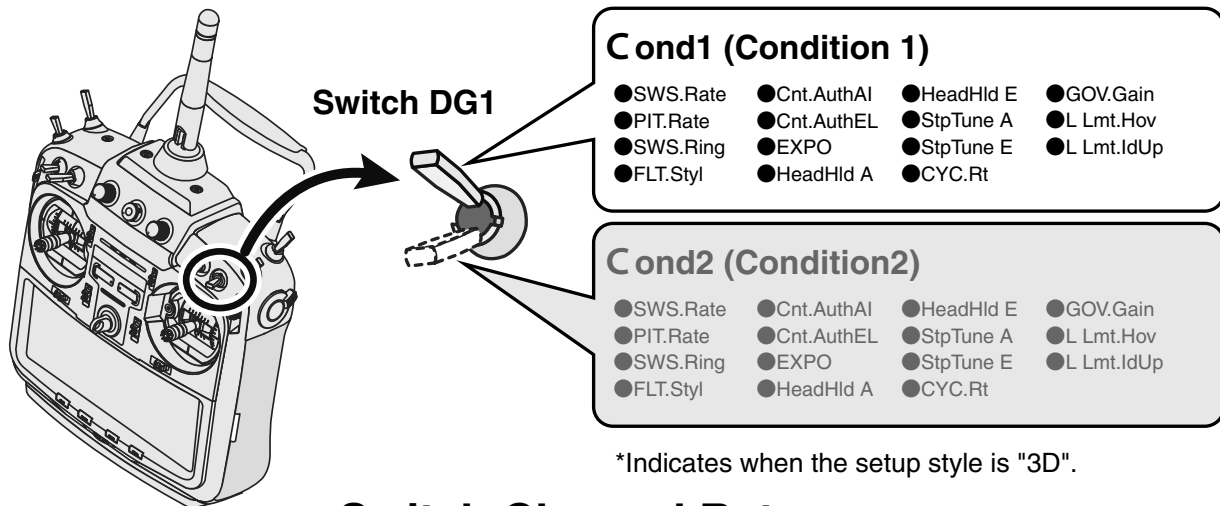 Switch DG1
Cond1 (Condition 1)
●SWS.Rate ●Cnt.AuthAI ●HeadHld E ●GOV.Gain
●PIT.Rate ●Cnt.AuthEL ●StpTune A ●L Lmt.Hov
●SWS.Ring ●EXPO ●StpTune E ●L Lmt.IdUp
●FLT.Styl ●HeadHld A ●CYC.Rt
Cond2 (Condition2)
●SWS.Rate ●Cnt.AuthAI ●HeadHld E ●GOV.Gain
●PIT.Rate ●Cnt.AuthEL ●StpTune A ●L Lmt.Hov
●SWS.Ring ●EXPO ●StpTune E ●L Lmt.IdUp
●FLT.Styl ●HeadHld A ●CYC.Rt
*Indicates when the setup style is "3D".